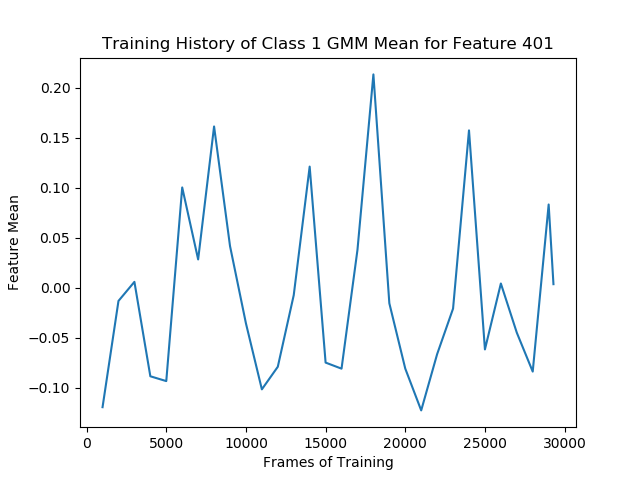 Training History of Class 1 GMM Mean for Feature 401
0.20
0.15
0.10
0.05
0.00
−0.05
−0.10
Feature Mean
0 5000 10000 15000 20000 25000 30000
Frames of Training